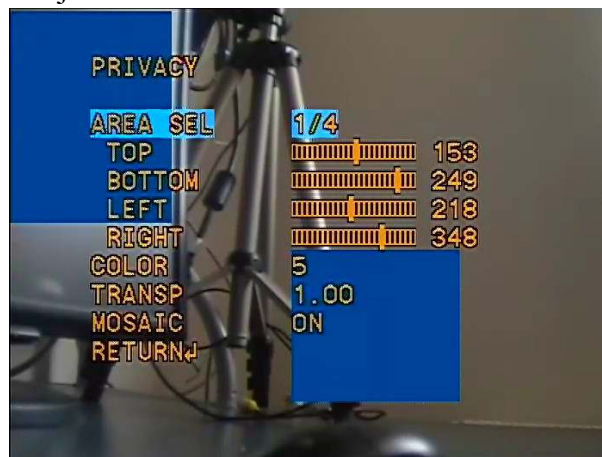 PRIVACY
AREA SEL 1/4
TOP 153
BOTTOM 249
LEFT 218
RIGHT 348
COLOR 5
TRANSP 1.00
MOSAIC ON
RETURN↲